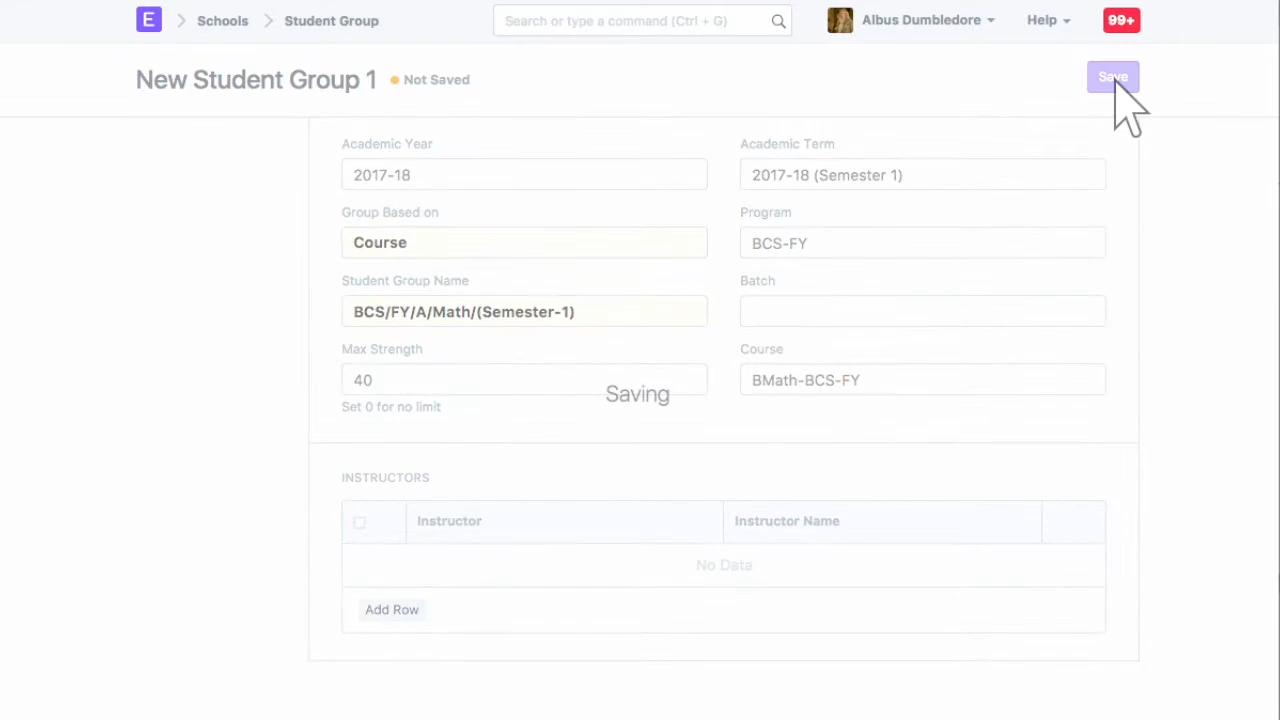 E Schools Student Group Search or type a command (Ctrl + G) Albus Dumbledore Help 99+
New Student Group 1 Not Saved Save
Academic Year Academic Term
2017-18 2017-18 (Semester 1)
Group Based on Program
Course BCS-FY
Student Group Name Batch
BCS/FY/A/Math/(Semester-1)
Max Strength Course
40 BMath-BCS-FY
Saving
Set 0 for no limit
INSTRUCTORS
Instructor Instructor Name
No Data
Add Row